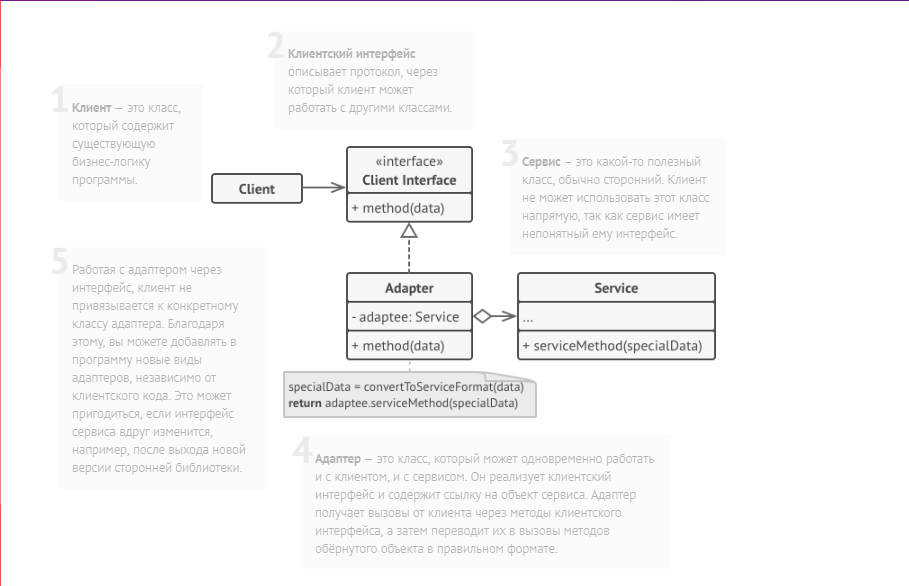 1
Клиент — это класс,
который содержит
существующую
бизнес-логику
программы.
2
Клиентский интерфейс
описывает протокол, через
который клиент может
работать с другими классами.
Client
«interface»
Client Interface
+ method(data)
3
Сервис – это какой-то полезный
класс, обычно сторонний. Клиент
не может использовать этот класс
напрямую, так как сервис имеет
непонятный ему интерфейс.
5
Работая с адаптером через
интерфейс, клиент не
привязывается к конкретному
классу адаптера. Благодаря
этому, вы можете добавлять в
программу новые виды
адаптеров, независимо от
клиентского кода. Это может
пригодиться, если интерфейс
сервиса вдруг изменится,
например, после выхода новой
версии сторонней библиотеки.
Adapter
- adaptee: Service
+ method(data)
Service
...
+ serviceMethod(specialData)
specialData = convertToServiceFormat(data)
return adaptee.serviceMethod(specialData)
4
Адаптер — это класс, который может одновременно работать
и с клиентом, и с сервисом. Он реализует клиентский
интерфейс и содержит ссылку на объект сервиса. Адаптер
получает вызовы от клиента через методы клиентского
интерфейса, а затем переводит их в вызовы методов
обёрнутого объекта в правильном формате.